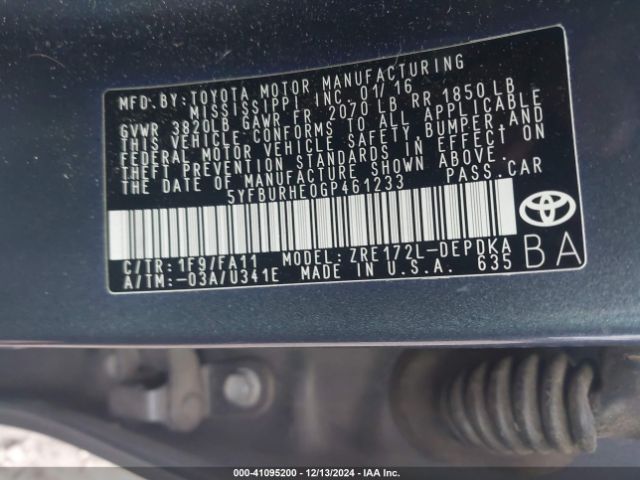 MFD. BY: TOYOTA MOTOR MANUFACTURING
MISSISSIPPI INC. 01/16
GVWR 3820LB GAWR FR 2070 LB RR 1850 LB
THIS VEHICLE CONFORMS TO ALL APPLICABLE
FEDERAL MOTOR VEHICLE SAFETY, BUMPER AND
THEFT PREVENTION STANDARDS IN EFFECT ON
THE DATE OF MANUFACTURE SHOWN ABOVE.
5YFBURHE0GP461233 PASS.CAR
C/TR: 1F9/FA11 MODEL: ZRE172L-DEPDKA
A/TM: -03A/U341E MADE IN U.S.A. 635
BA
000-41095200 - 12/13/2024 - IAA Inc.